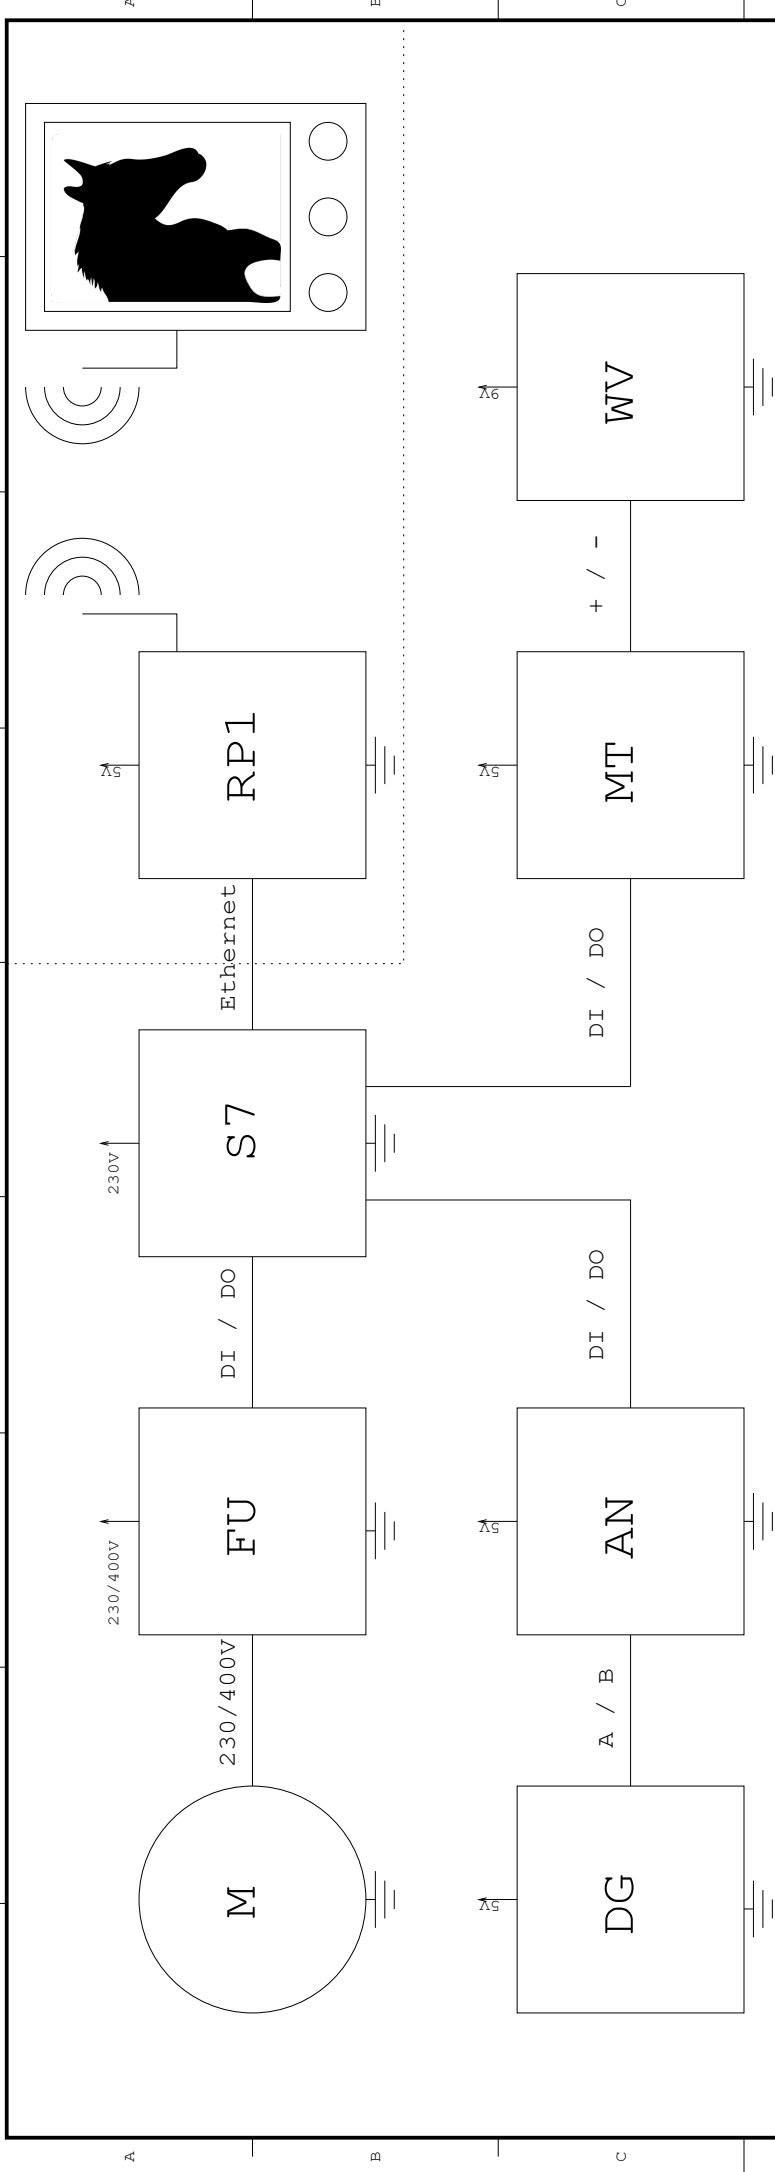 A
230/400V
230V
5V
230/400V
DI / DO
Ethernet
M
FU
S7
RP1
B
5V
5V
5V
9V
A / B
DI / DO
DI / DO
+ / -
DG
AN
MT
WV
C